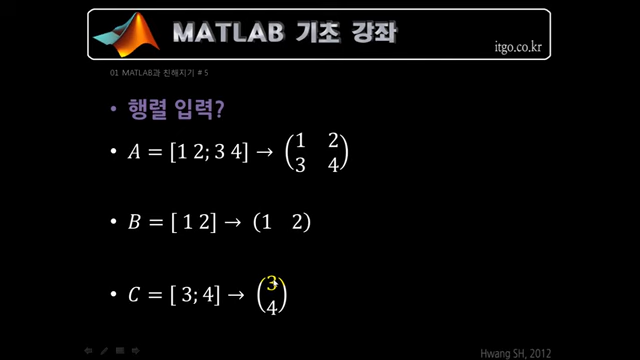 MATLAB 기초 강좌
itgo.co.kr
01 MATLAB과 친해지기 # 5
• 행렬 입력?
• A = [1 2; 3 4] → (1 2
3 4)
• B = [ 1 2] → (1 2)
• C = [ 3; 4] → (3
4)
Hwang SH, 2012